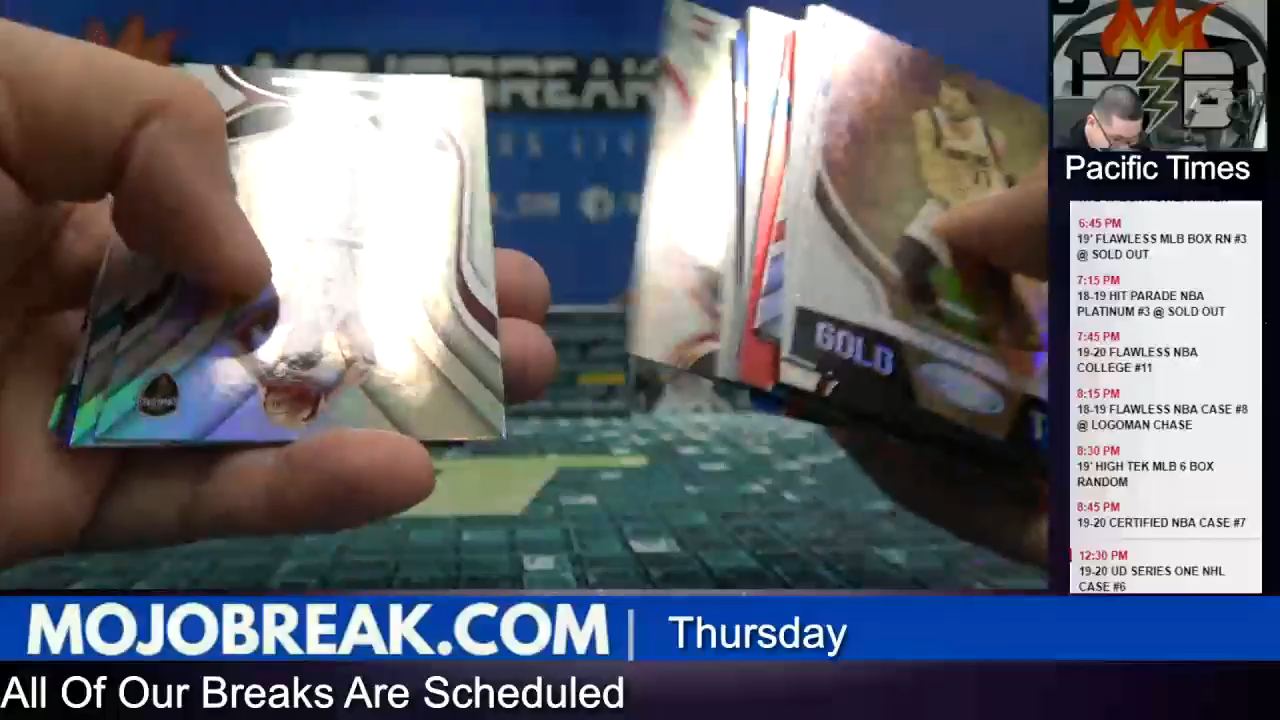 MOJOBREAK
GOLD
MB
Pacific Times
6:45 PM
19' FLAWLESS MLB BOX RN #3
@ SOLD OUT
7:15 PM
18-19 HIT PARADE NBA
PLATINUM #3 @ SOLD OUT
7:45 PM
19-20 FLAWLESS NBA
COLLEGE #11
8:15 PM
18-19 FLAWLESS NBA CASE #8
@ LOGOMAN CHASE
8:30 PM
19' HIGH TEK MLB 6 BOX
RANDOM
8:45 PM
19-20 CERTIFIED NBA CASE #7
12:30 PM
19-20 UD SERIES ONE NHL
CASE #6
MOJOBREAK.COM | Thursday
All Of Our Breaks Are Scheduled